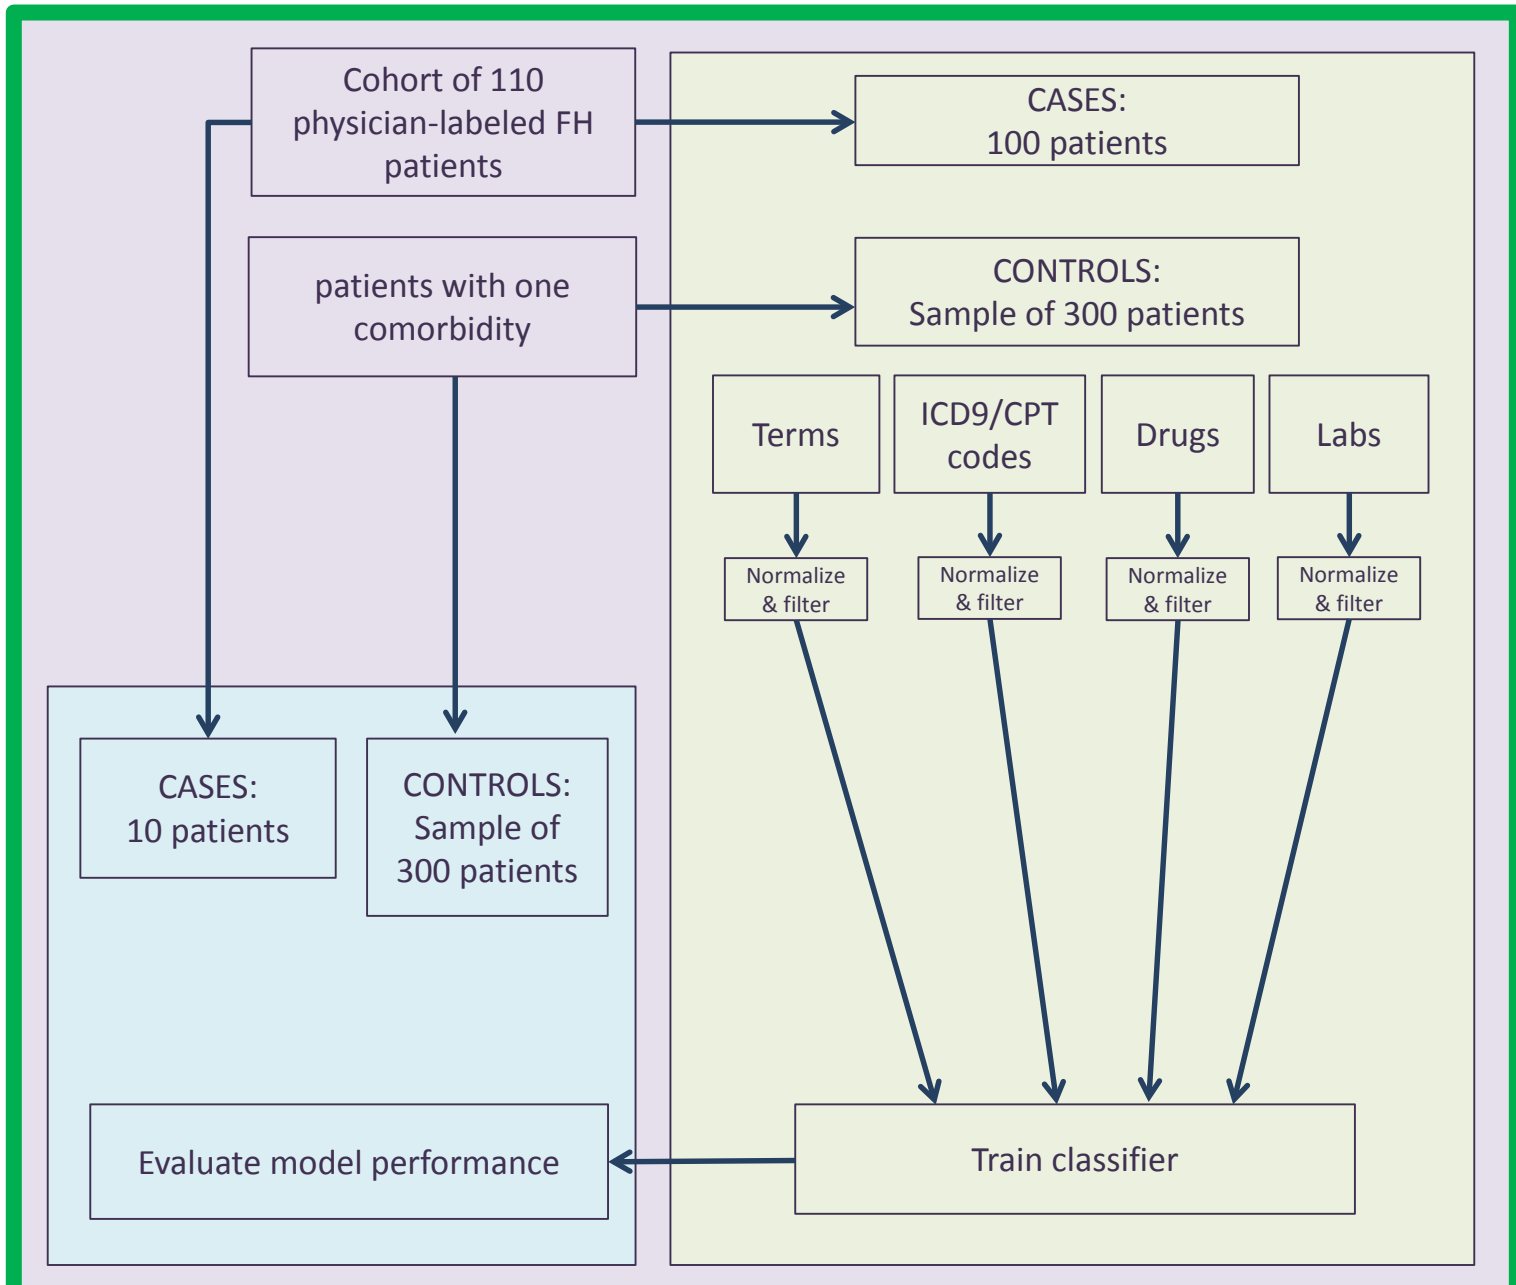 Cohort of 110
physician-labeled FH
patients
CASES:
100 patients
patients with one
comorbidity
CONTROLS:
Sample of 300 patients
Terms
ICD9/CPT
codes
Drugs
Labs
Normalize
& filter
Normalize
& filter
Normalize
& filter
Normalize
& filter
CASES:
10 patients
CONTROLS:
Sample of
300 patients
Evaluate model performance
Train classifier